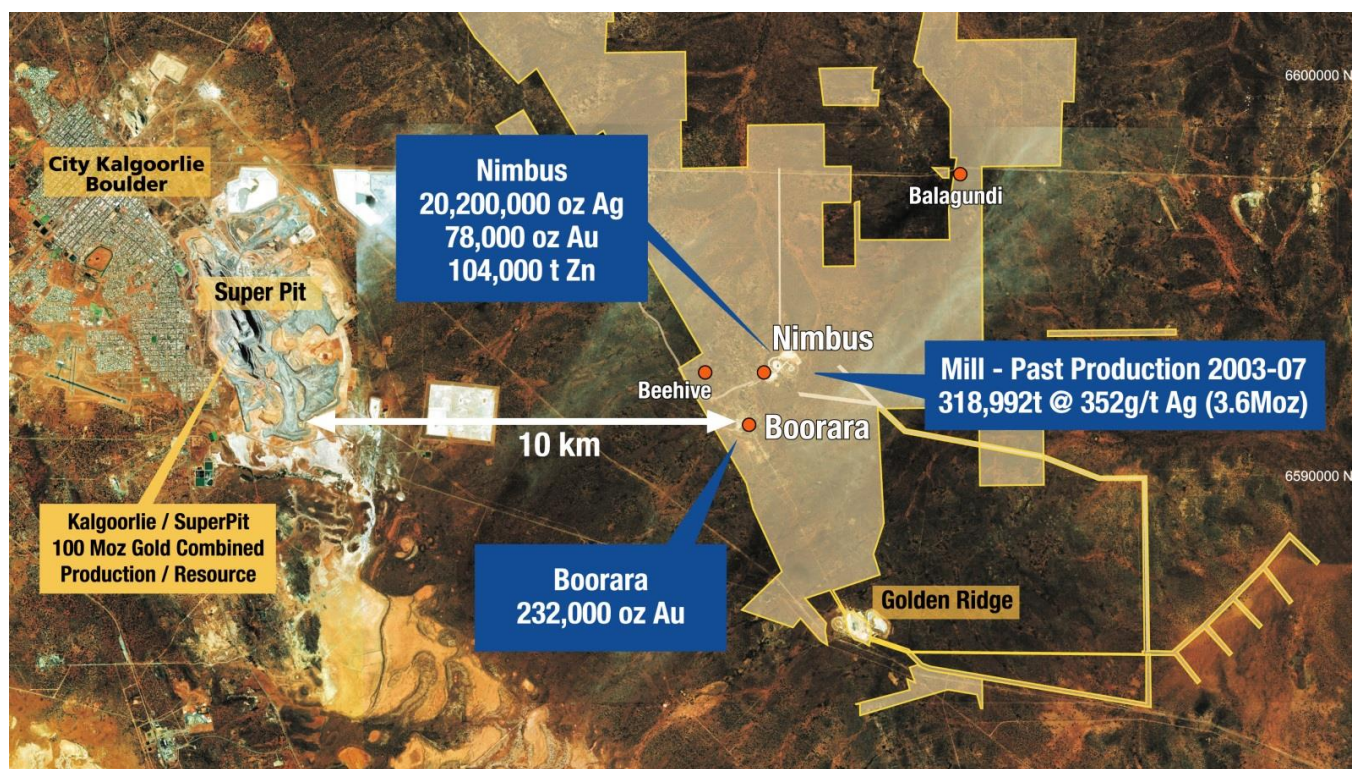 6600000 N
City Kalgoorlie
Boulder
Nimbus
20,200,000 oz Ag
78,000 oz Au
104,000 t Zn
Balagundi
Super Pit
Nimbus
Beehive
Mill - Past Production 2003-07
318,992t @ 352g/t Ag (3.6Moz)
Boorara
10 km
6590000 N
Kalgoorlie / SuperPit
100 Moz Gold Combined
Production / Resource
Boorara
232,000 oz Au
Golden Ridge